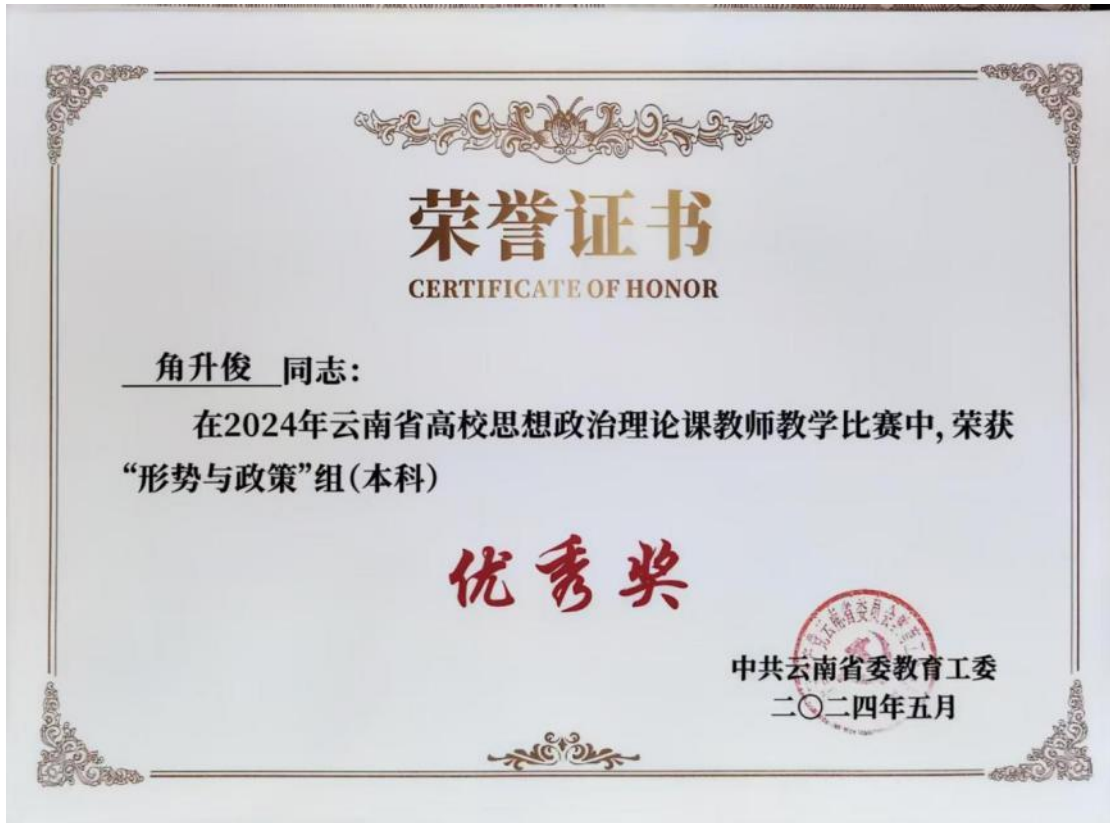 荣誉证书
CERTIFICATE OF HONOR
角升俊 同志：
在2024年云南省高校思想政治理论课教师教学比赛中，荣获
“形势与政策”组（本科）
优秀奖
中共云南省委教育工委
二〇二四年五月